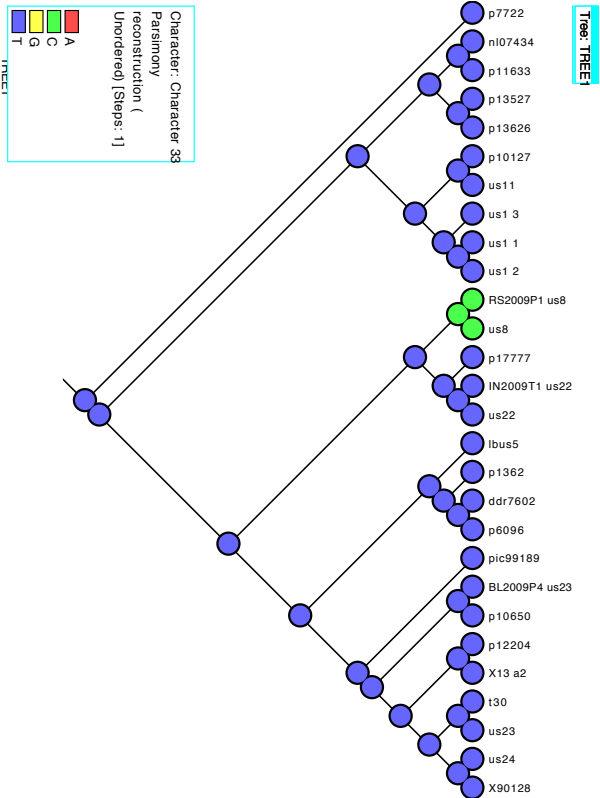 Tree: TREE1
p7722
nl07434
p11633
p13527
p13626
p10127
us11
us1 3
us1 1
us1 2
RS2009P1 us8
us8
p17777
IN2009T1 us22
us22
lbus5
p1362
ddr7602
p6096
pic99189
BL2009P4 us23
p10650
p12204
X13 a2
t30
us23
us24
X90128
Character: Character 33
Parsimony
reconstruction (
Unordered) [Steps: 1]
A
C
G
T